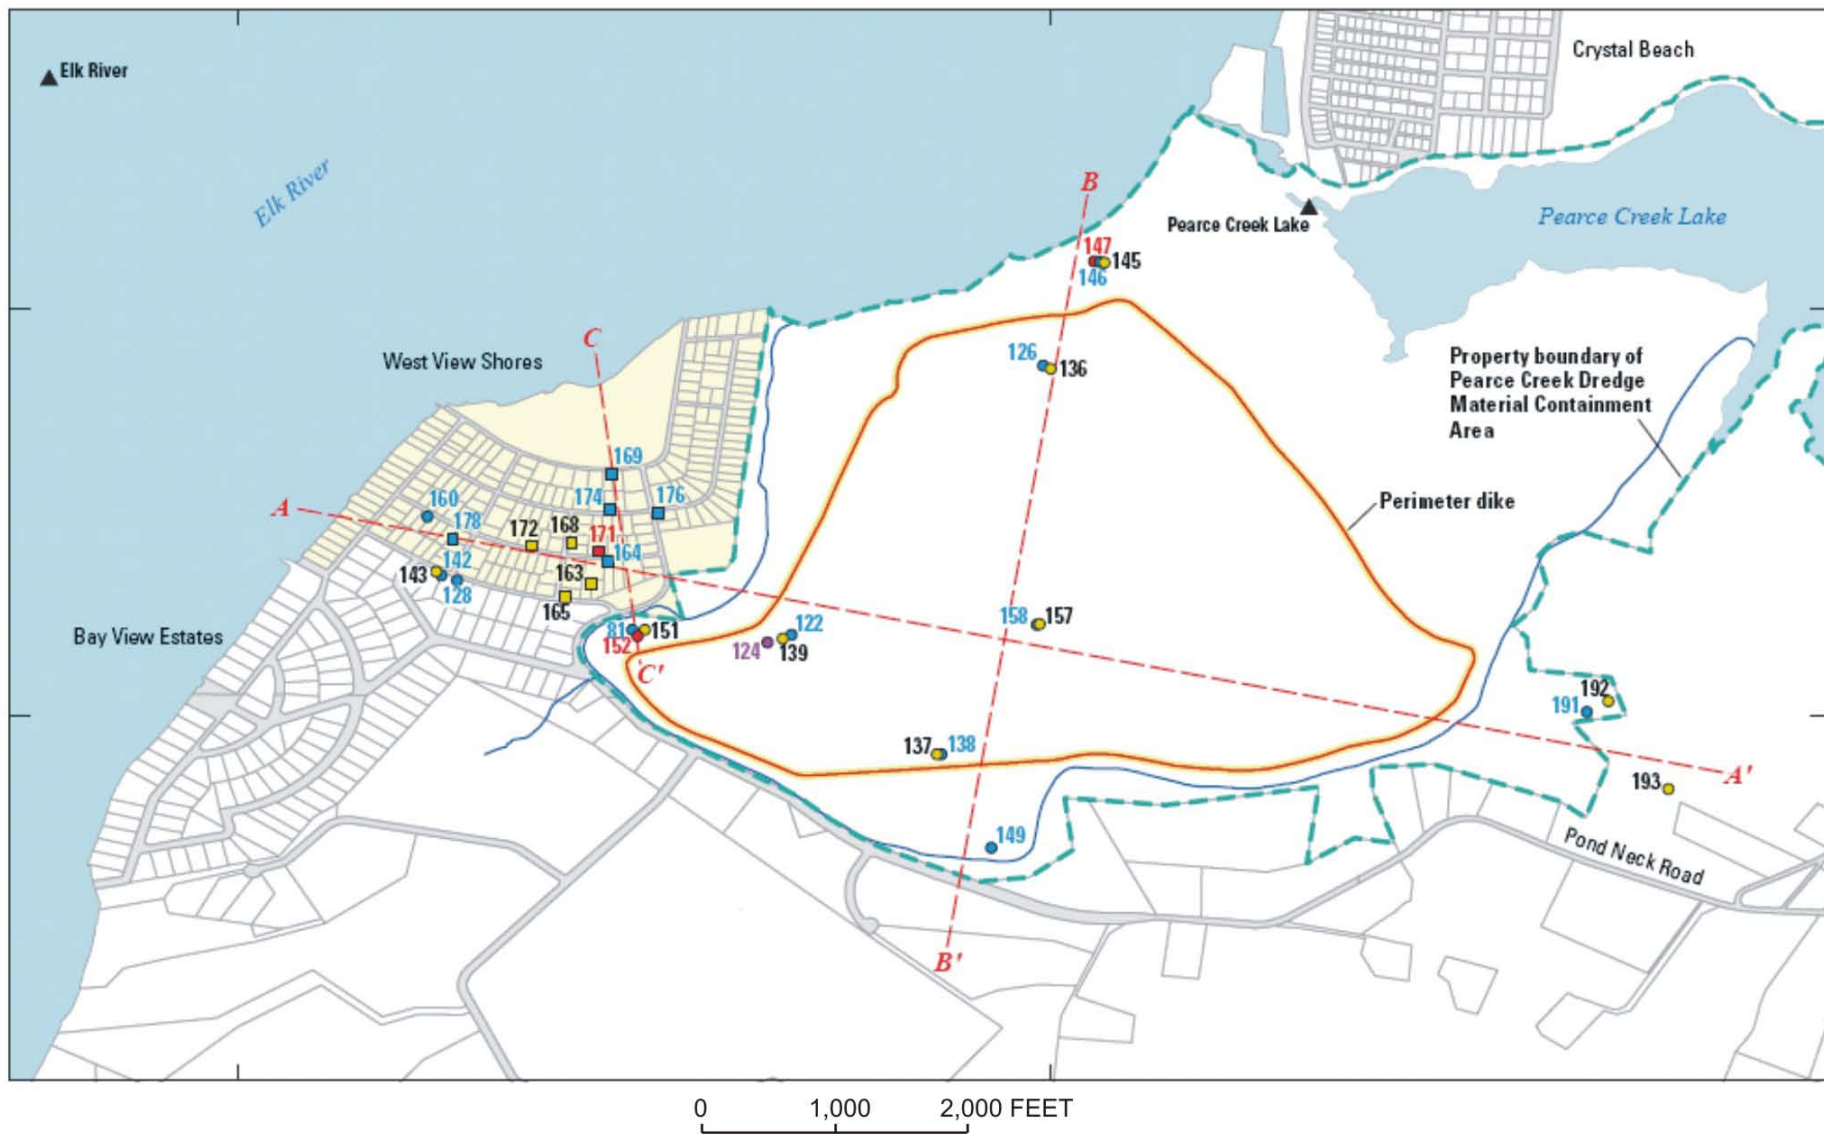 Crystal Beach
Elk River
Elk River
B
Pearce Creek Lake
Pearce Creek Lake
147
145
146
C
West View Shores
126
136
Property boundary of
Pearce Creek Dredge
Material Containment
Area
169
160
174
176
A
178
172
168
171
164
Perimeter dike
142
143
163
128
165
Bay View Estates
81
151
152
C'
122
124
139
158
157
192
191
137
138
193
A'
149
Pond Neck Road
B'
0
1,000
2,000 FEET